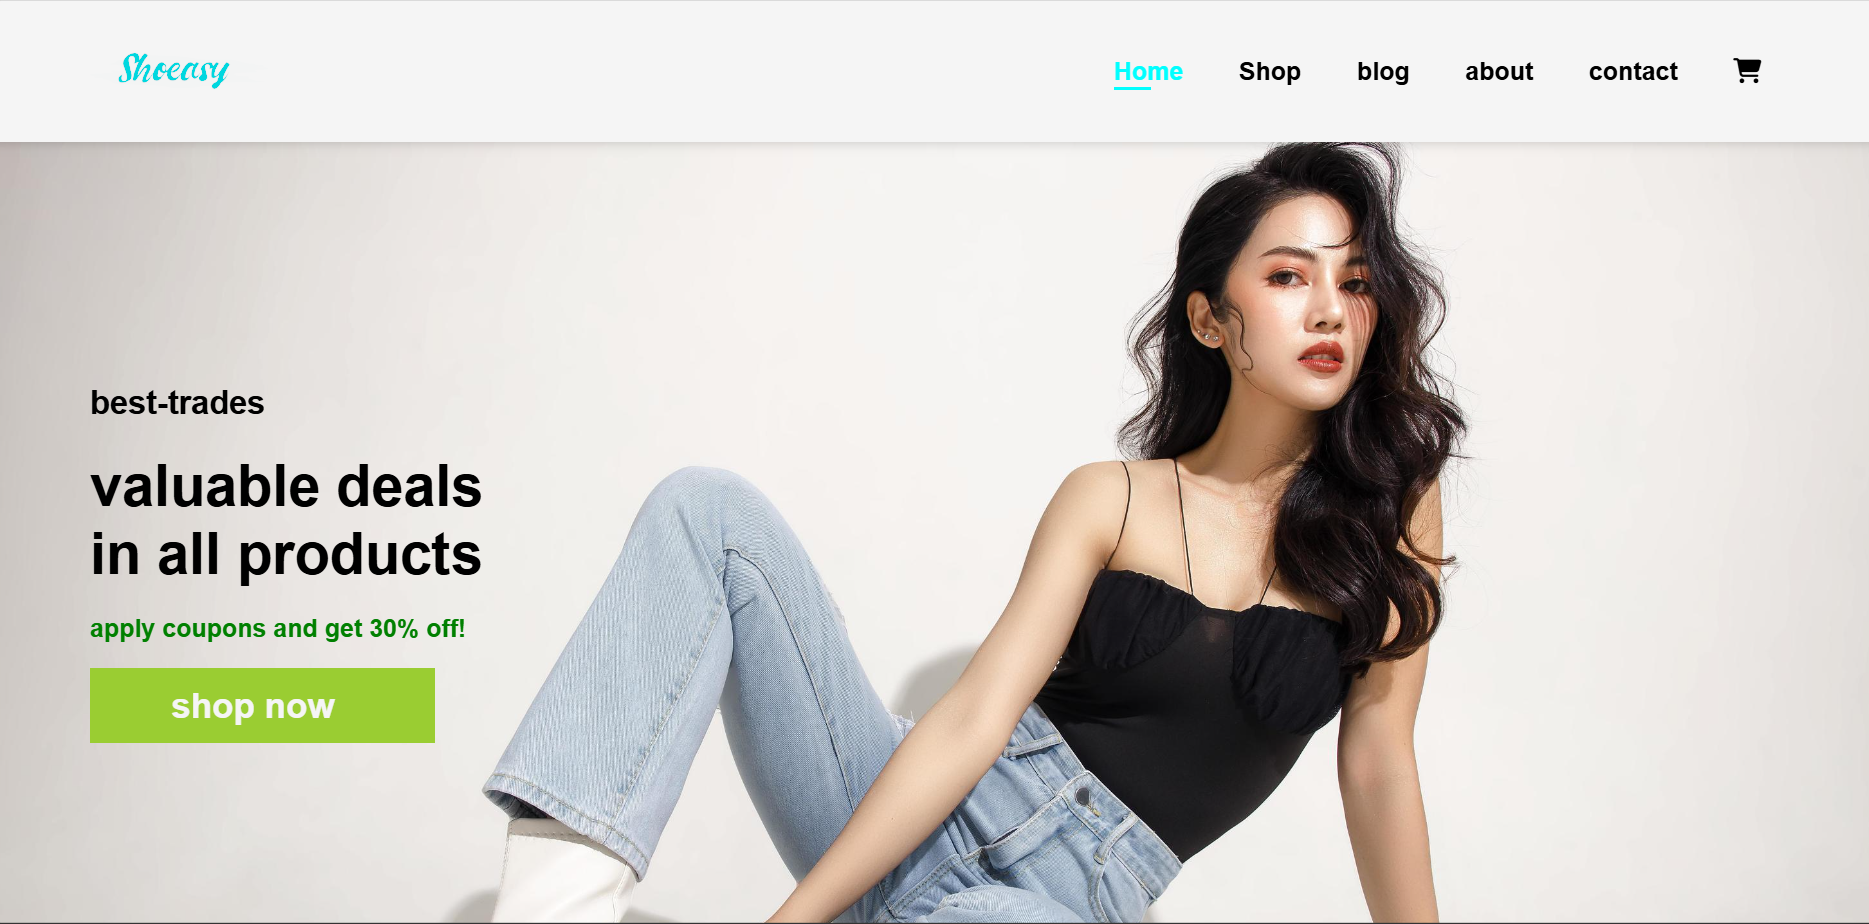 Shoeasy
Home Shop blog about contact
best-trades
valuable deals
in all products
apply coupons and get 30% off!
shop now